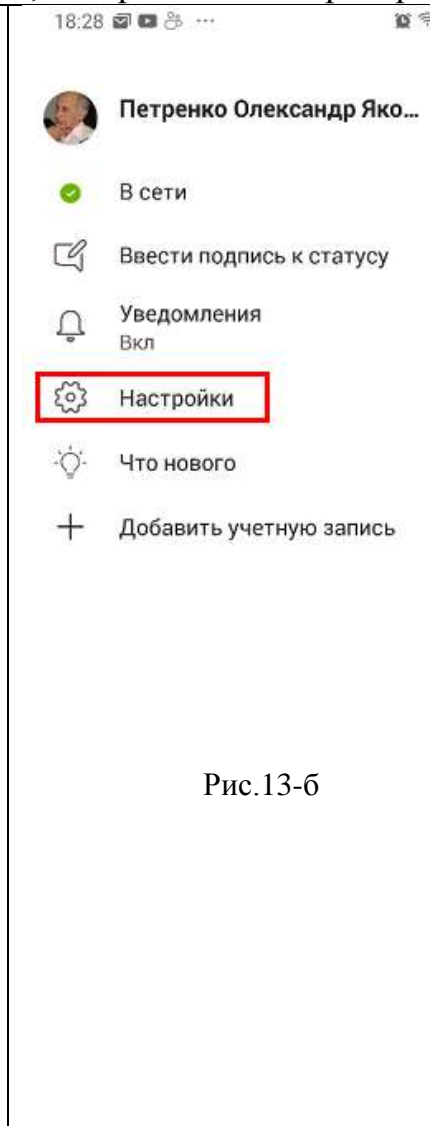 18:28 ...
Петренко Олександр Яко...
В сети
Ввести подпись к статусу
Уведомления
Вкл
Настройки
Что нового
Добавить учетную запись
Рис.13-б